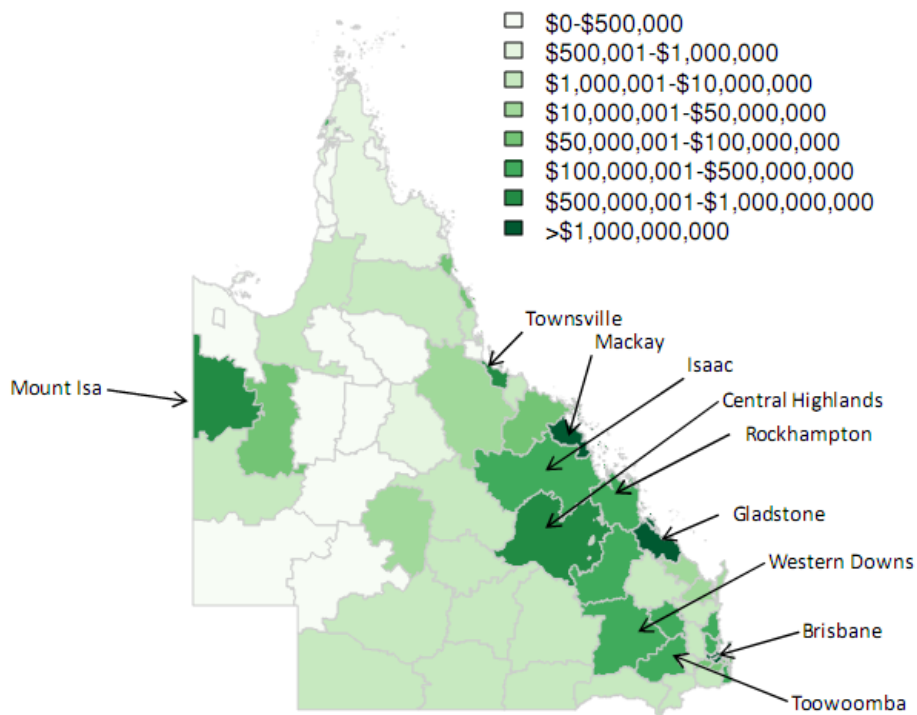 $0-$500,000
$500,001-$1,000,000
$1,000,001-$10,000,000
$10,000,001-$50,000,000
$50,000,001-$100,000,000
$100,000,001-$500,000,000
$500,000,001-$1,000,000,000
>$1,000,000,000
Townsville
Mackay
Isaac
Mount Isa
Central Highlands
Rockhampton
Gladstone
Western Downs
Brisbane
Toowoomba